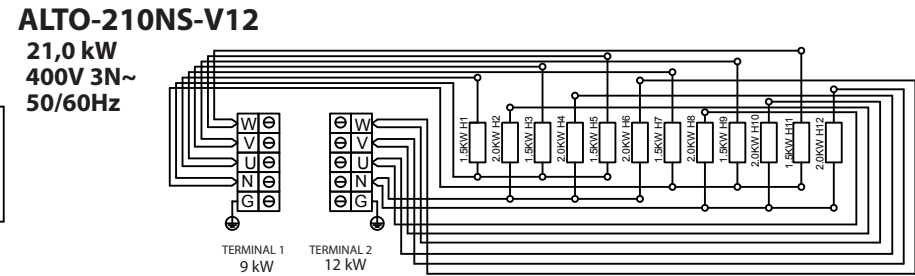 ALTO-210NS-V12
21,0 kW
400V 3N~
50/60Hz
W
V
U
N
G
W
V
U
N
G
TERMINAL 1
9 kW
TERMINAL 2
12 kW
1.5KW H1
2.0KW H2
1.5KW H3
2.0KW H4
1.5KW H5
2.0KW H6
1.5KW H7
2.0KW H8
1.5KW H9
2.0KW H10
1.5KW H11
2.0KW H12